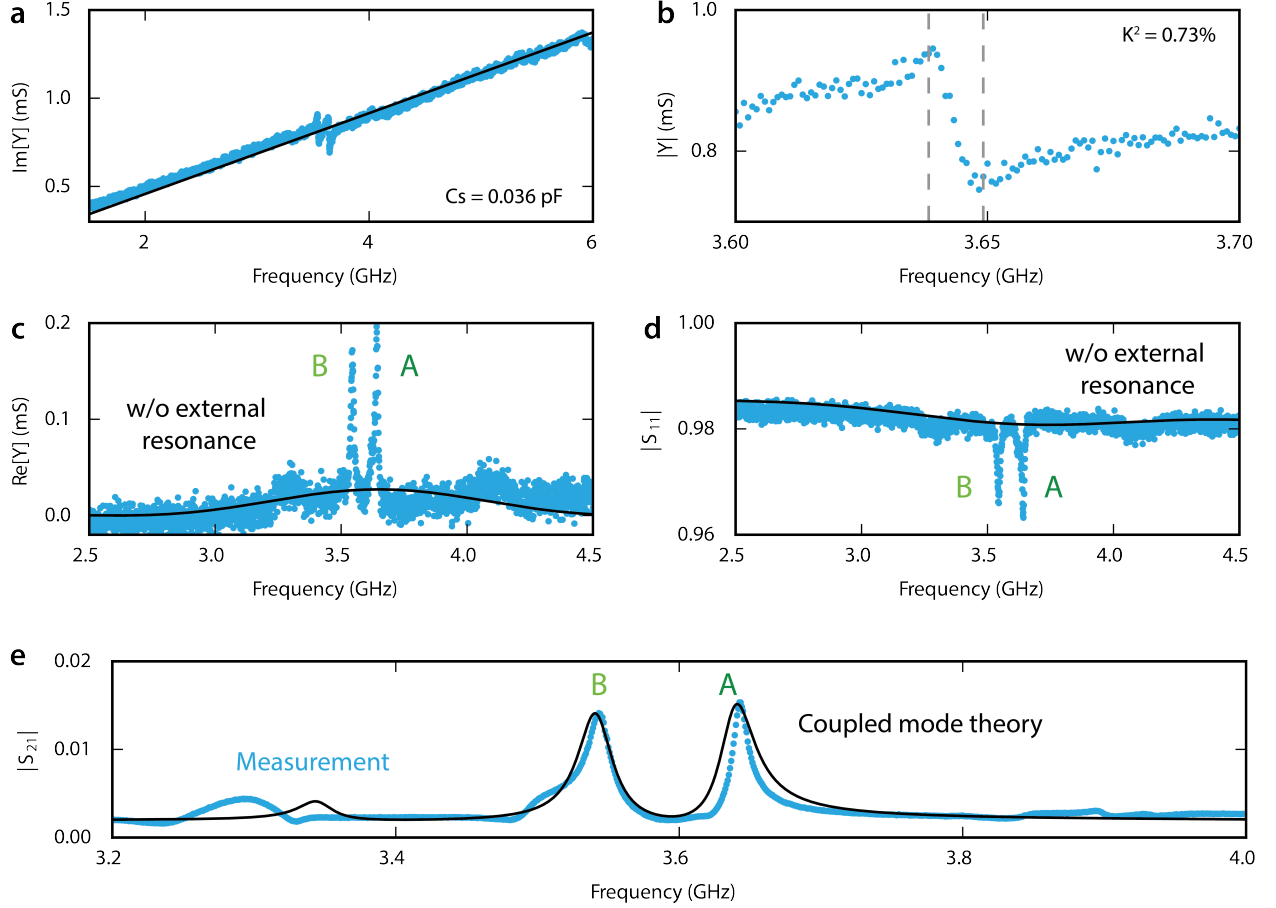 a
1.5
1.0
0.5
Im[Y] (mS)
Cs = 0.036 pF
2
4
6
Frequency (GHz)
b
1.0
0.8
0.7
|Y| (mS)
K² = 0.73%
3.60
3.65
3.70
Frequency (GHz)
c
0.2
0.1
0.0
Re[Y] (mS)
B
A
w/o external
resonance
2.5
3.0
3.5
4.0
4.5
Frequency (GHz)
d
1.00
0.98
0.96
|S₁₁|
w/o external
resonance
B
A
2.5
3.0
3.5
4.0
4.5
Frequency (GHz)
e
0.02
0.01
0.00
|S₂₁|
B
A
Coupled mode theory
Measurement
3.2
3.4
3.6
3.8
4.0
Frequency (GHz)